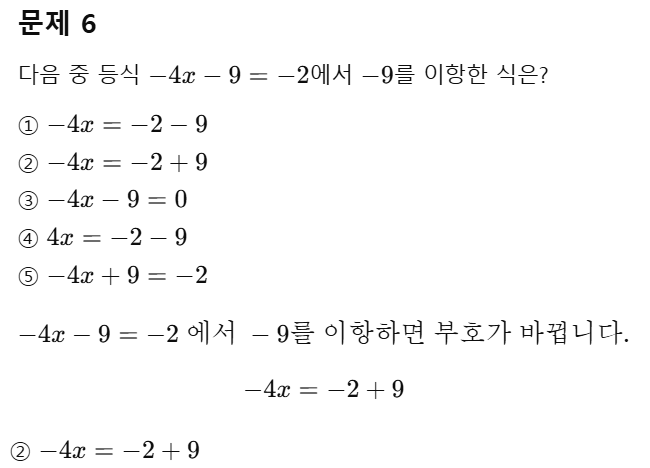 문제 6
다음 중 등식 −4x − 9 = −2에서 −9를 이항한 식은?
① −4x = −2 − 9
② −4x = −2 + 9
③ −4x − 9 = 0
④ 4x = −2 − 9
⑤ −4x + 9 = −2
−4x − 9 = −2 에서 − 9를 이항하면 부호가 바뀝니다.
−4x = −2 + 9
② −4x = −2 + 9